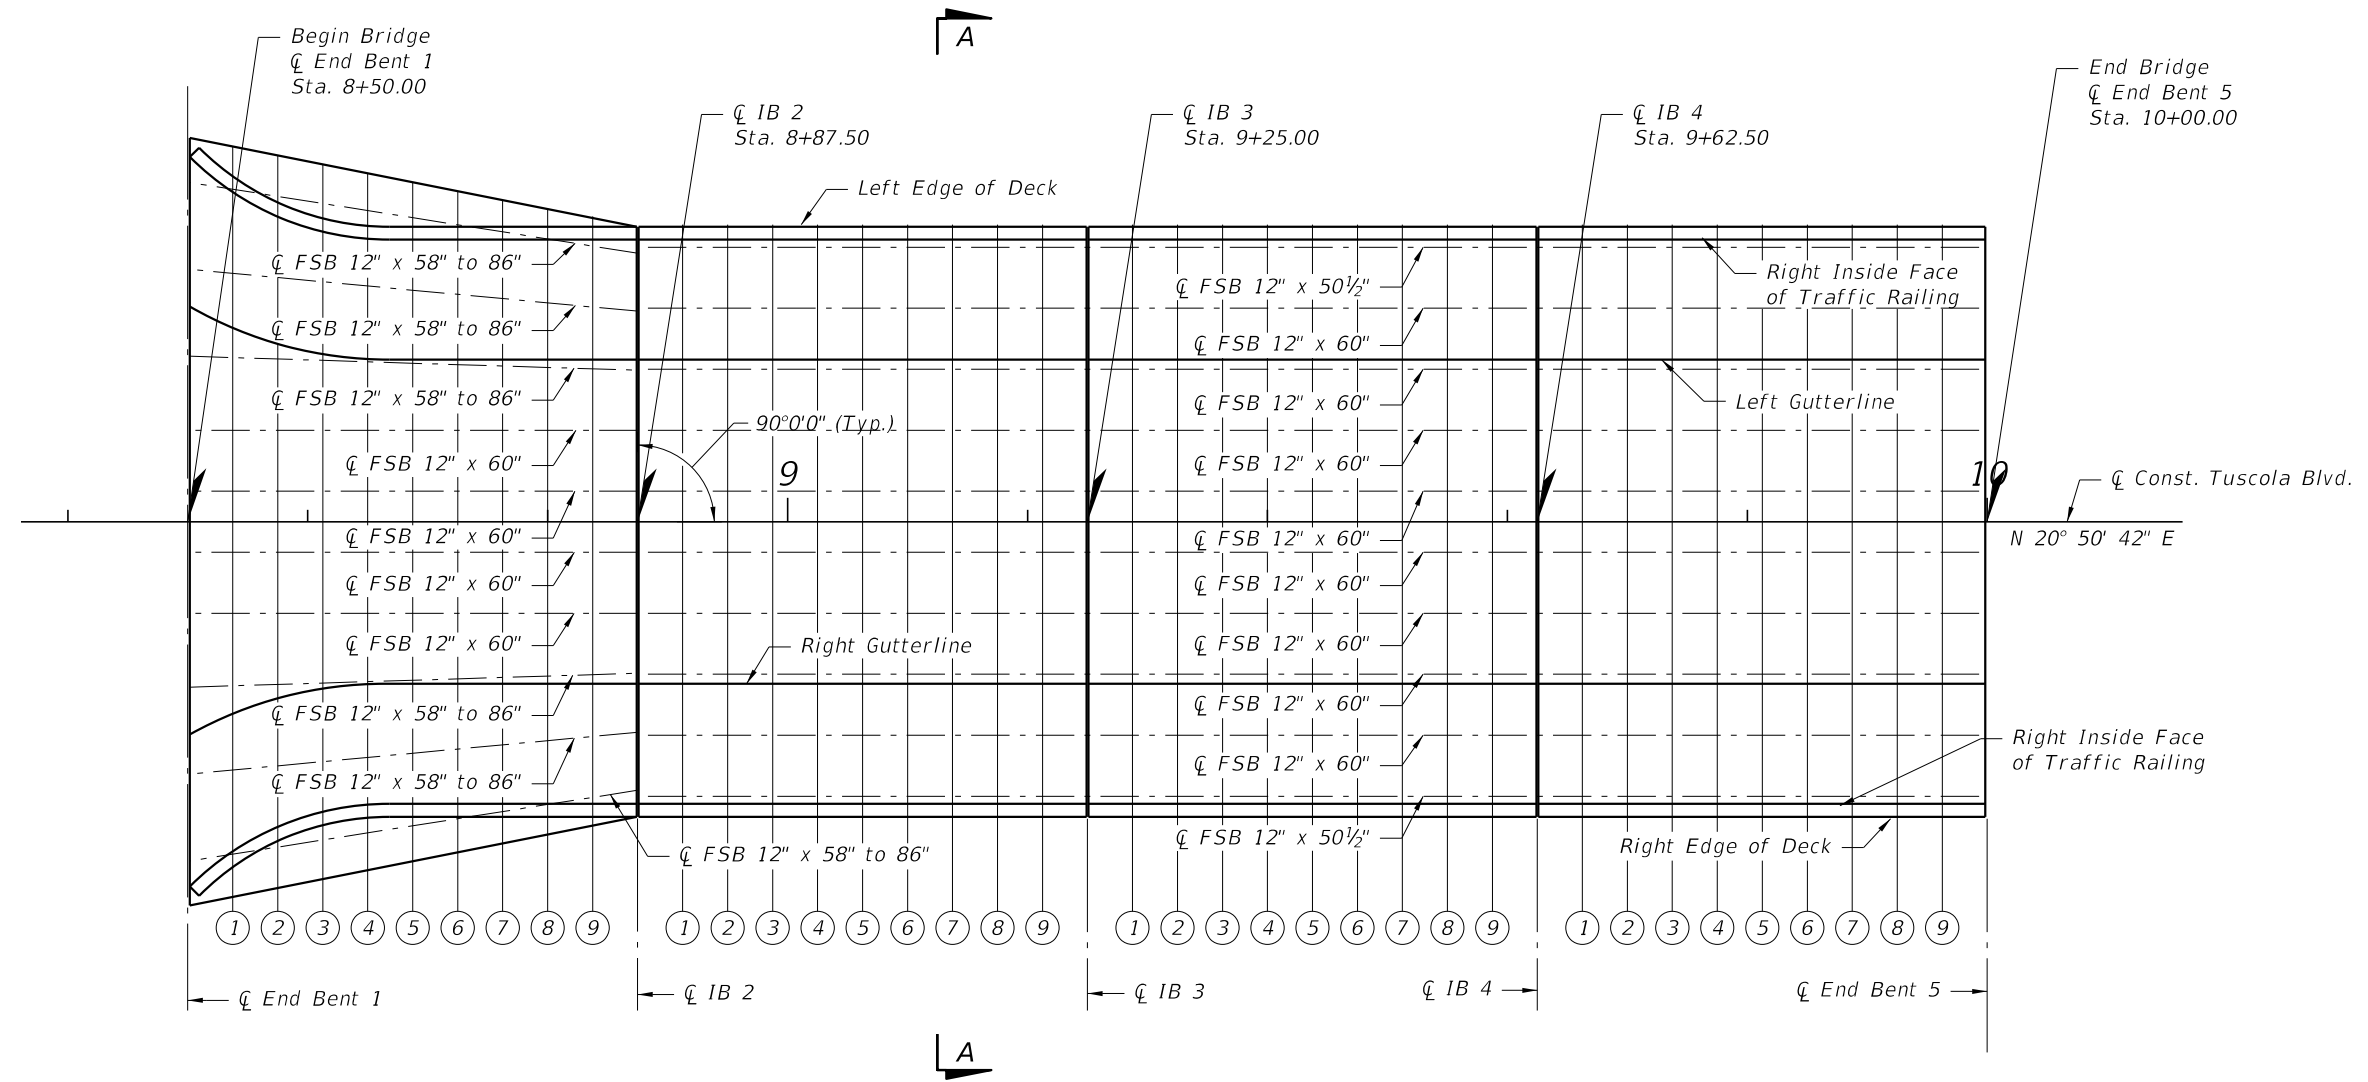 A
Begin Bridge
℄ End Bent 1
Sta. 8+50.00
End Bridge
℄ End Bent 5
Sta. 10+00.00
℄ IB 2
Sta. 8+87.50
℄ IB 3
Sta. 9+25.00
℄ IB 4
Sta. 9+62.50
Left Edge of Deck
℄ FSB 12" x 58" to 86"
℄ FSB 12" x 58" to 86"
℄ FSB 12" x 58" to 86"
℄ FSB 12" x 60"
℄ FSB 12" x 60"
℄ FSB 12" x 60"
℄ FSB 12" x 60"
℄ FSB 12" x 58" to 86"
℄ FSB 12" x 58" to 86"
℄ FSB 12" x 58" to 86"
90°0'0" (Typ.)
9
Right Gutterline
℄ FSB 12" x 50½"
℄ FSB 12" x 60"
℄ FSB 12" x 60"
℄ FSB 12" x 60"
℄ FSB 12" x 60"
℄ FSB 12" x 60"
℄ FSB 12" x 60"
℄ FSB 12" x 60"
℄ FSB 12" x 60"
℄ FSB 12" x 50½"
Right Inside Face
of Traffic Railing
Left Gutterline
10
℄ Const. Tuscola Blvd.
N 20° 50' 42" E
Right Inside Face
of Traffic Railing
Right Edge of Deck
1 2 3 4 5 6 7 8 9 1 2 3 4 5 6 7 8 9 1 2 3 4 5 6 7 8 9 1 2 3 4 5 6 7 8 9
℄ End Bent 1
℄ IB 2
℄ IB 3
℄ IB 4
℄ End Bent 5
A